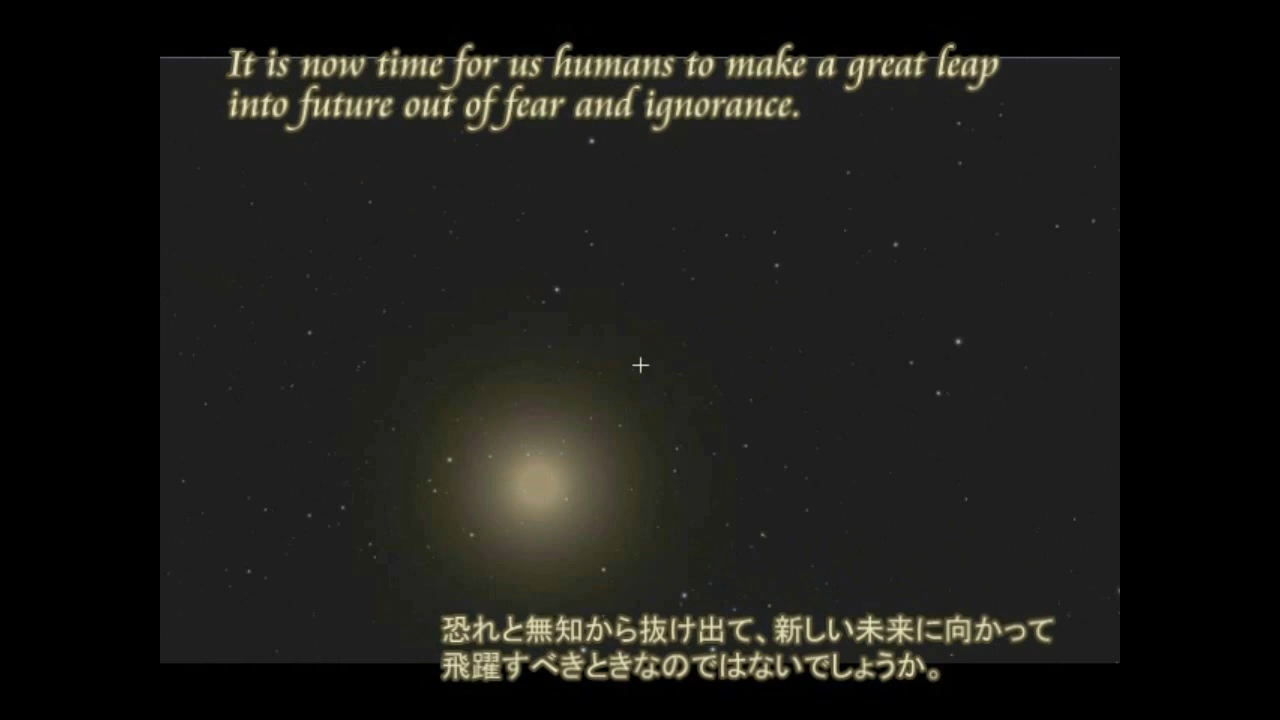 It is now time for us humans to make a great leap
into future out of fear and ignorance.
恐れと無知から抜け出て、新しい未来に向かって
飛躍すべきときなのではないでしょうか。